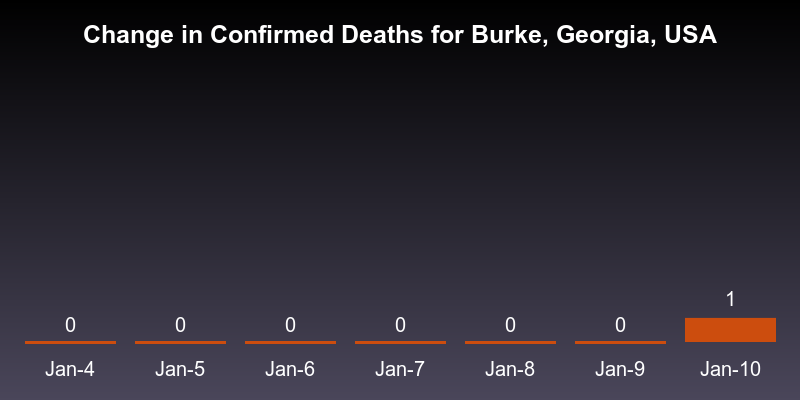 Change in Confirmed Deaths for Burke, Georgia, USA
1
0 0 0 0 0 0
Jan-4 Jan-5 Jan-6 Jan-7 Jan-8 Jan-9 Jan-10